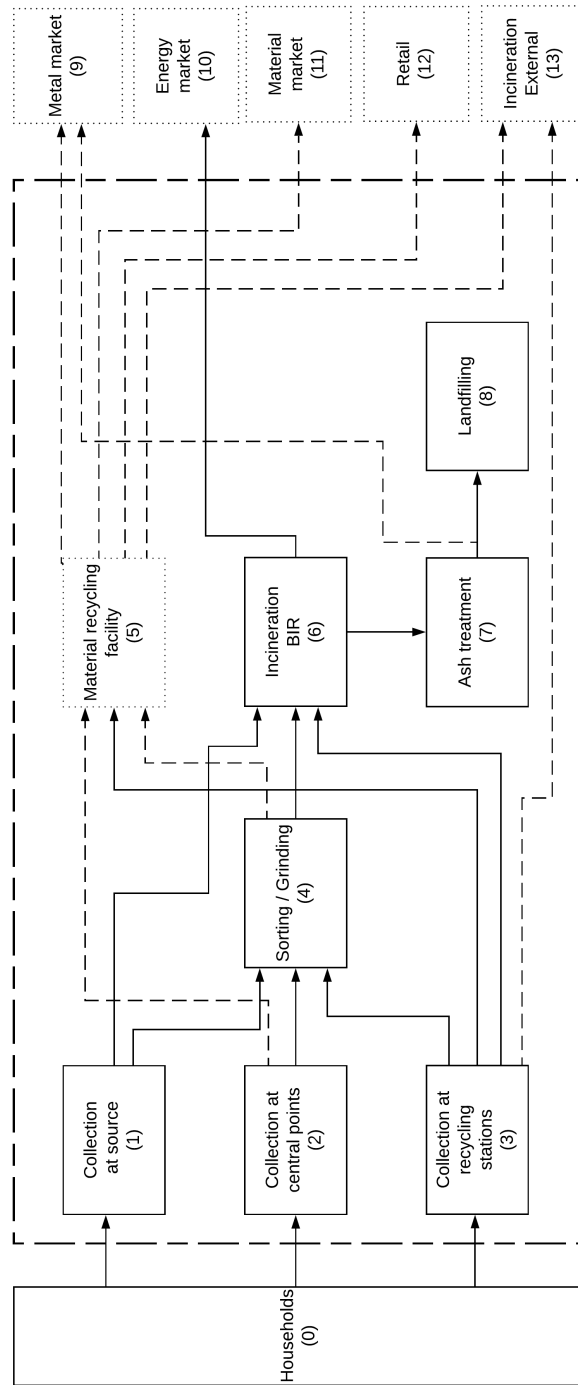 Households
(0)
Collection
at source
(1)
Collection at
central points
(2)
Collection at
recycling
stations
(3)
Sorting / Grinding
(4)
Material recycling
facility
(5)
Incineration
BIR
(6)
Ash treatment
(7)
Landfilling
(8)
Metal market
(9)
Energy
market
(10)
Material
market
(11)
Retail
(12)
Incineration
External
(13)